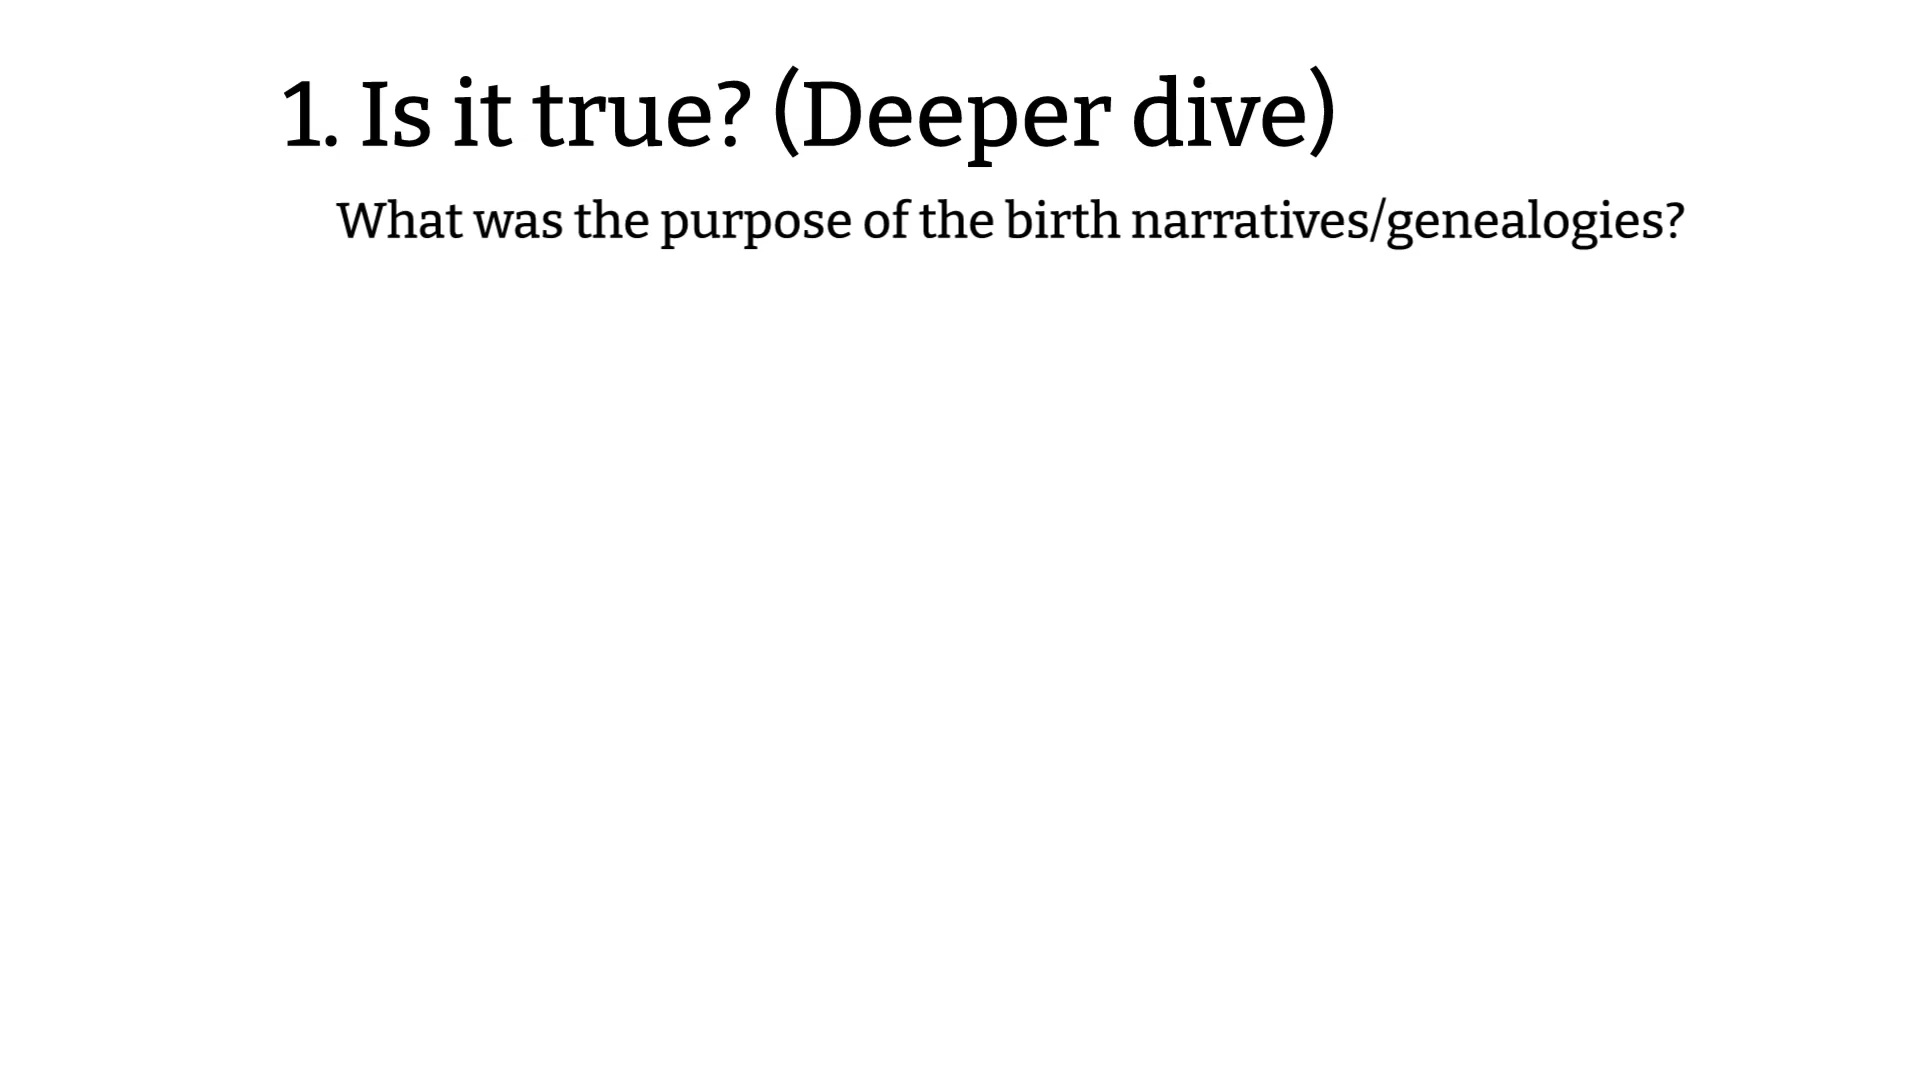 1. Is it true? (Deeper dive)
What was the purpose of the birth narratives/genealogies?